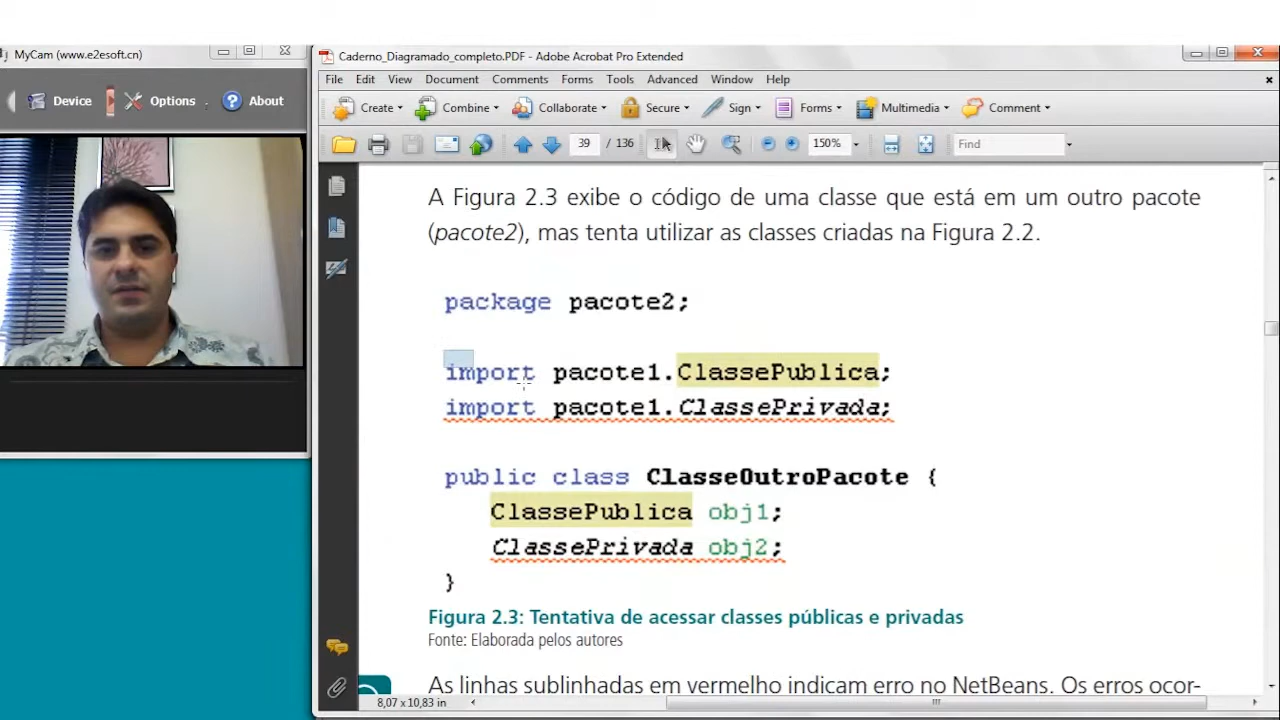 MyCam (www.e2esoft.cn)
Device
Options
About
Caderno_Diagramado_completo.PDF - Adobe Acrobat Pro Extended
File Edit View Document Comments Forms Tools Advanced Window Help
Create Combine Collaborate Secure Sign Forms Multimedia Comment
39 / 136 150% Find
A Figura 2.3 exibe o código de uma classe que está em um outro pacote
(pacote2), mas tenta utilizar as classes criadas na Figura 2.2.
package pacote2;
import pacote1.ClassePublica;
import pacote1.ClassePrivada;
public class ClasseOutroPacote {
ClassePublica obj1;
ClassePrivada obj2;
}
Figura 2.3: Tentativa de acessar classes públicas e privadas
Fonte: Elaborada pelos autores
As linhas sublinhadas em vermelho indicam erro no NetBeans. Os erros ocor-
8,07 x 10,83 in